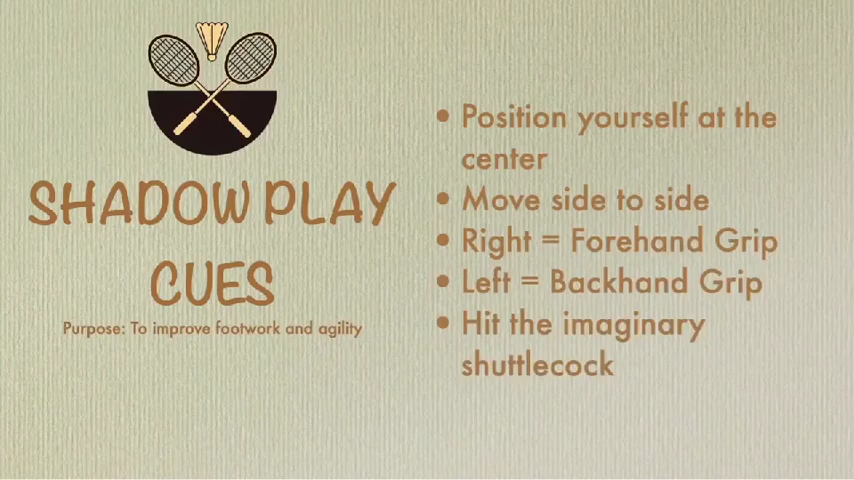 SHADOW PLAY
CUES
Purpose: To improve footwork and agility
• Position yourself at the
center
• Move side to side
• Right = Forehand Grip
• Left = Backhand Grip
• Hit the imaginary
shuttlecock